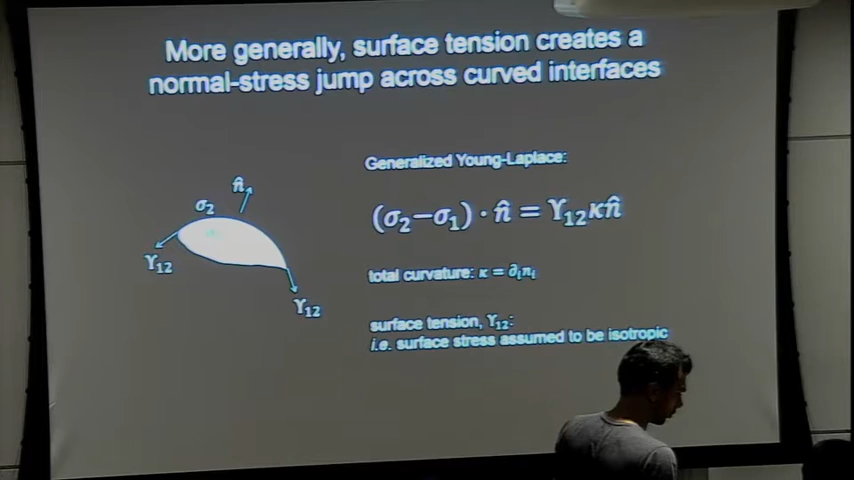 More generally, surface tension creates a
normal-stress jump across curved interfaces
Generalized Young-Laplace:
(σ₂−σ₁)·n̂ = ϒ₁₂κn̂
total curvature: κ = ∂ᵢnᵢ
surface tension, ϒ₁₂:
i.e. surface stress assumed to be isotropic
n̂
σ₂
ϒ₁₂
ϒ₁₂